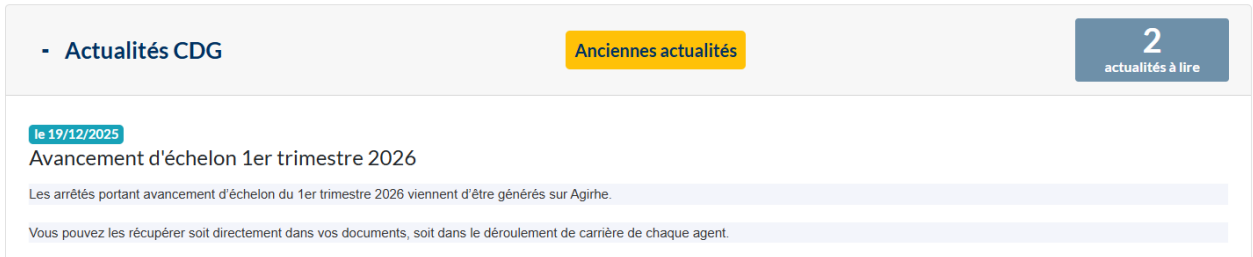 - Actualités CDG
Anciennes actualités
2
actualités à lire
le 19/12/2025
Avancement d'échelon 1er trimestre 2026
Les arrêtés portant avancement d'échelon du 1er trimestre 2026 viennent d'être générés sur Agirhe.
Vous pouvez les récupérer soit directement dans vos documents, soit dans le déroulement de carrière de chaque agent.